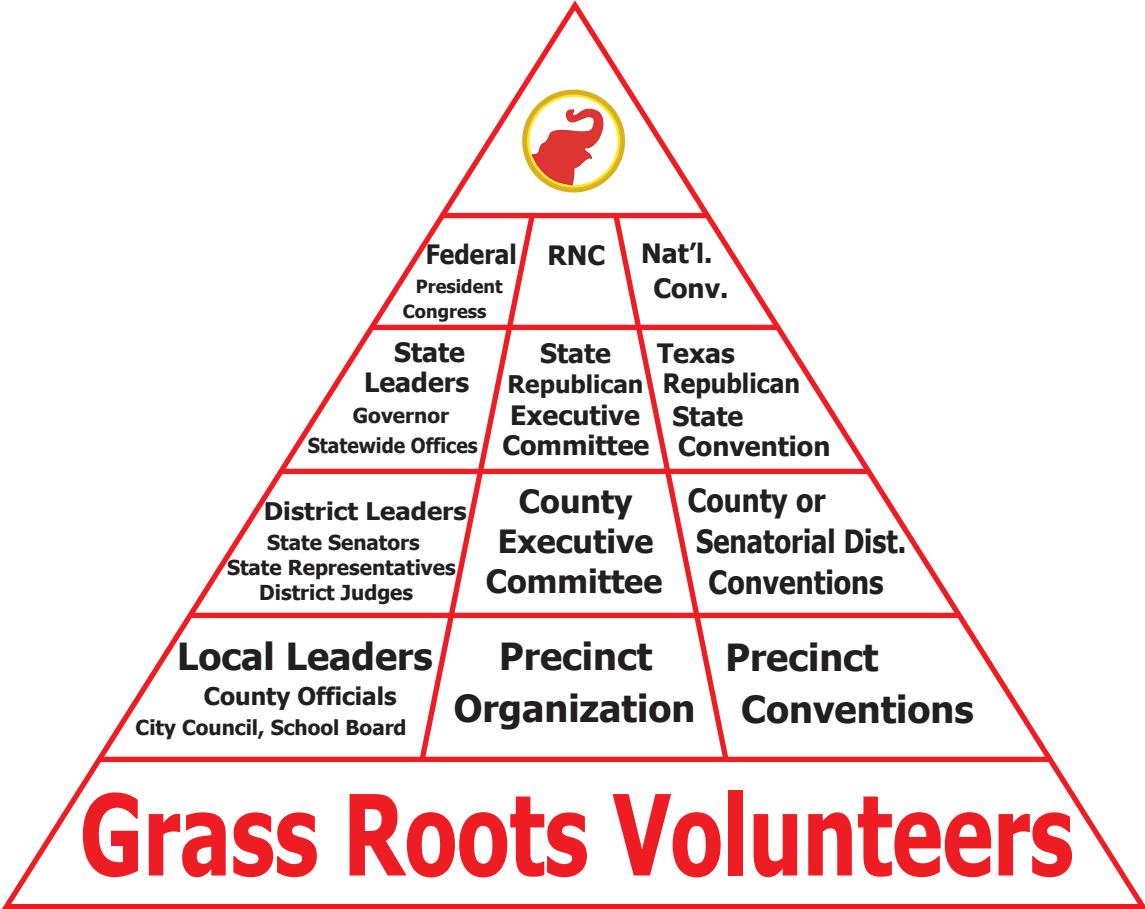 Federal
President
Congress
RNC
Nat’l.
Conv.
State
Leaders
Governor
Statewide Offices
State
Republican
Executive
Committee
Texas
Republican
State
Convention
District Leaders
State Senators
State Representatives
District Judges
County
Executive
Committee
County or
Senatorial Dist.
Conventions
Local Leaders
County Officials
City Council, School Board
Precinct
Organization
Precinct
Conventions
Grass Roots Volunteers